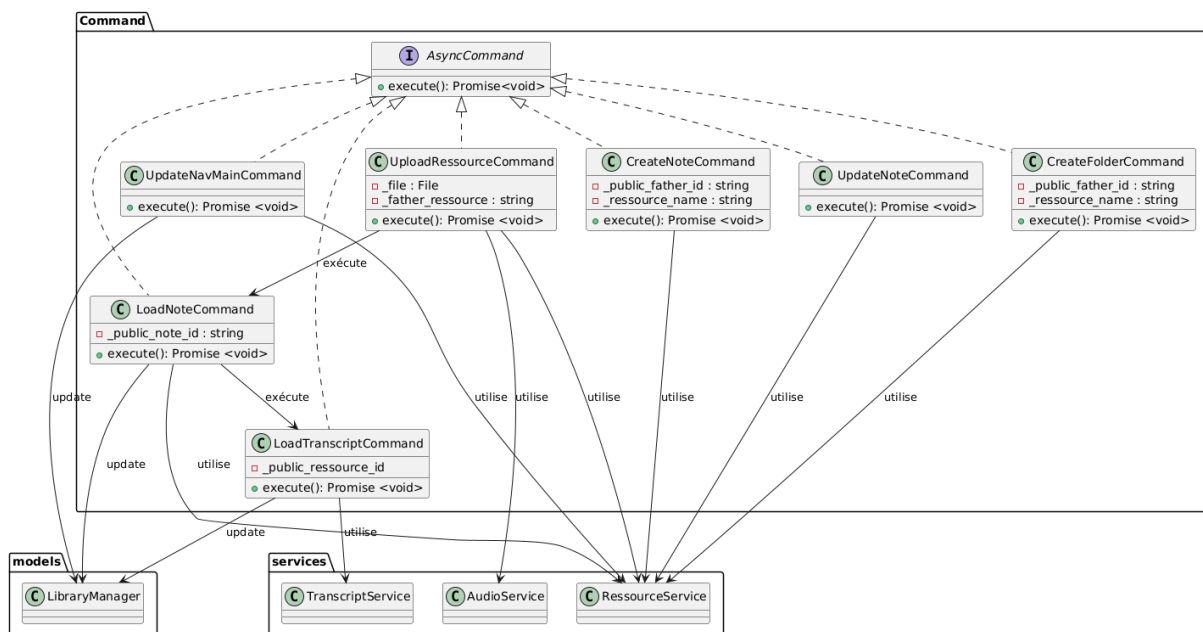 Command
I AsyncCommand
execute(): Promise<void>
C UpdateNavMainCommand
execute(): Promise <void>
C UploadRessourceCommand
_file : File
_father_ressource : string
execute(): Promise <void>
C CreateNoteCommand
_public_father_id : string
_ressource_name : string
execute(): Promise <void>
C UpdateNoteCommand
execute(): Promise <void>
C CreateFolderCommand
_public_father_id : string
_ressource_name : string
execute(): Promise <void>
exécute
C LoadNoteCommand
_public_note_id : string
execute(): Promise <void>
update
exécute
utilise
utilise
utilise
utilise
utilise
utilise
C LoadTranscriptCommand
_public_ressource_id
execute(): Promise <void>
update
utilise
update
utilise
models
C LibraryManager
services
C TranscriptService
C AudioService
C RessourceService